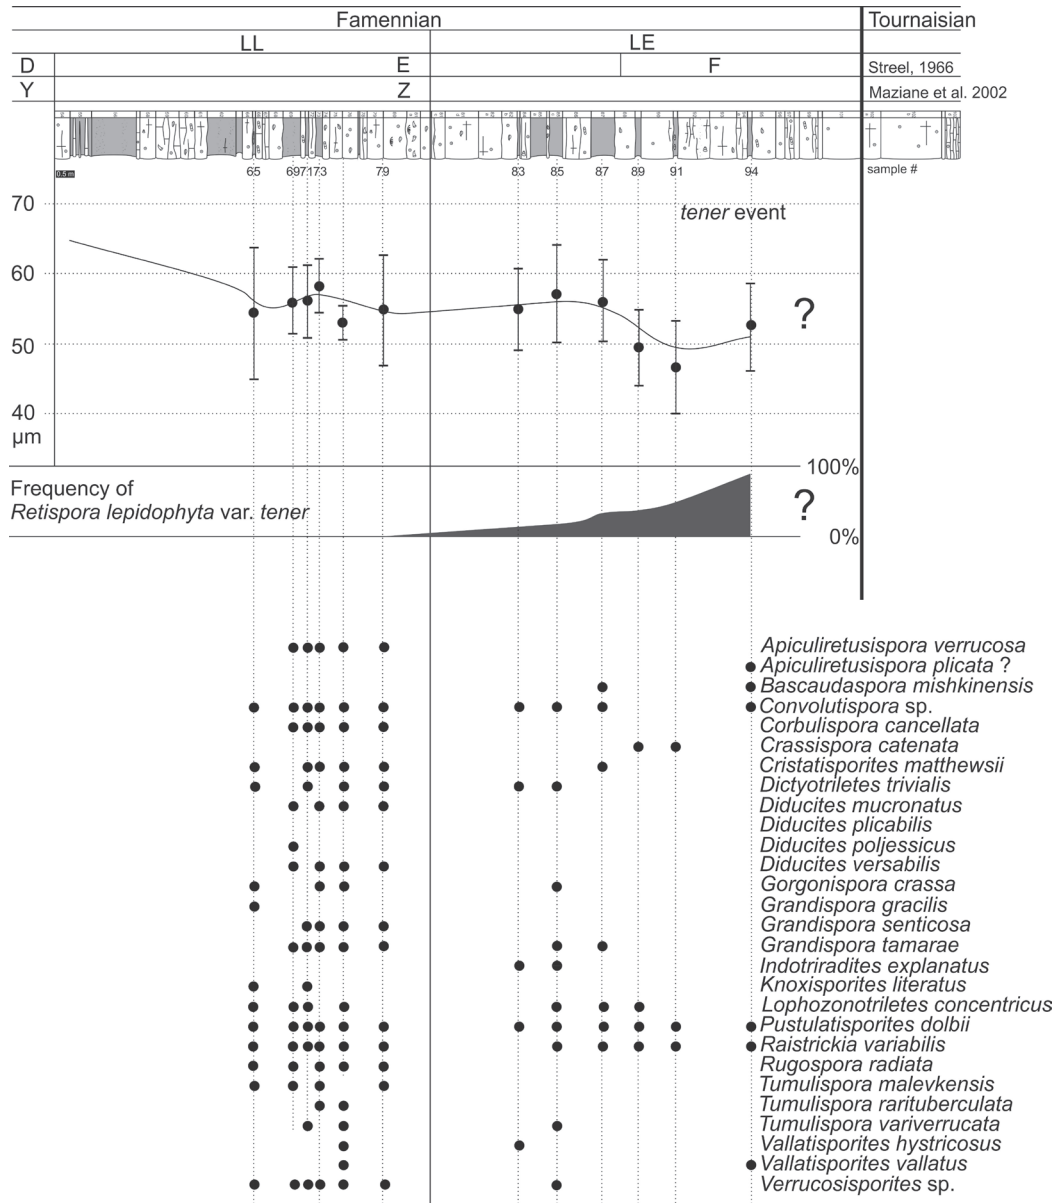 Famennian Tournaisian
LL LE
D E F Streel, 1966
Y Z Maziane et al. 2002
0.5 m 65 697173 79 83 85 87 89 91 94 sample #
70
tener event
60
?
50
40
µm
100%
Frequency of
Retispora lepidophyta var. tener
?
0%
Apiculiretusispora verrucosa
Apiculiretusispora plicata ?
Bascaudaspora mishkinensis
Convolutispora sp.
Corbulispora cancellata
Crassispora catenata
Cristatisporites matthewsii
Dictyotriletes trivialis
Diducites mucronatus
Diducites plicabilis
Diducites poljessicus
Diducites versabilis
Gorgonispora crassa
Grandispora gracilis
Grandispora senticosa
Grandispora tamarae
Indotriradites explanatus
Knoxisporites literatus
Lophozonotriletes concentricus
Pustulatisporites dolbii
Raistrickia variabilis
Rugospora radiata
Tumulispora malevkensis
Tumulispora rarituberculata
Tumulispora variverrucata
Vallatisporites hystricosus
Vallatisporites vallatus
Verrucosisporites sp.